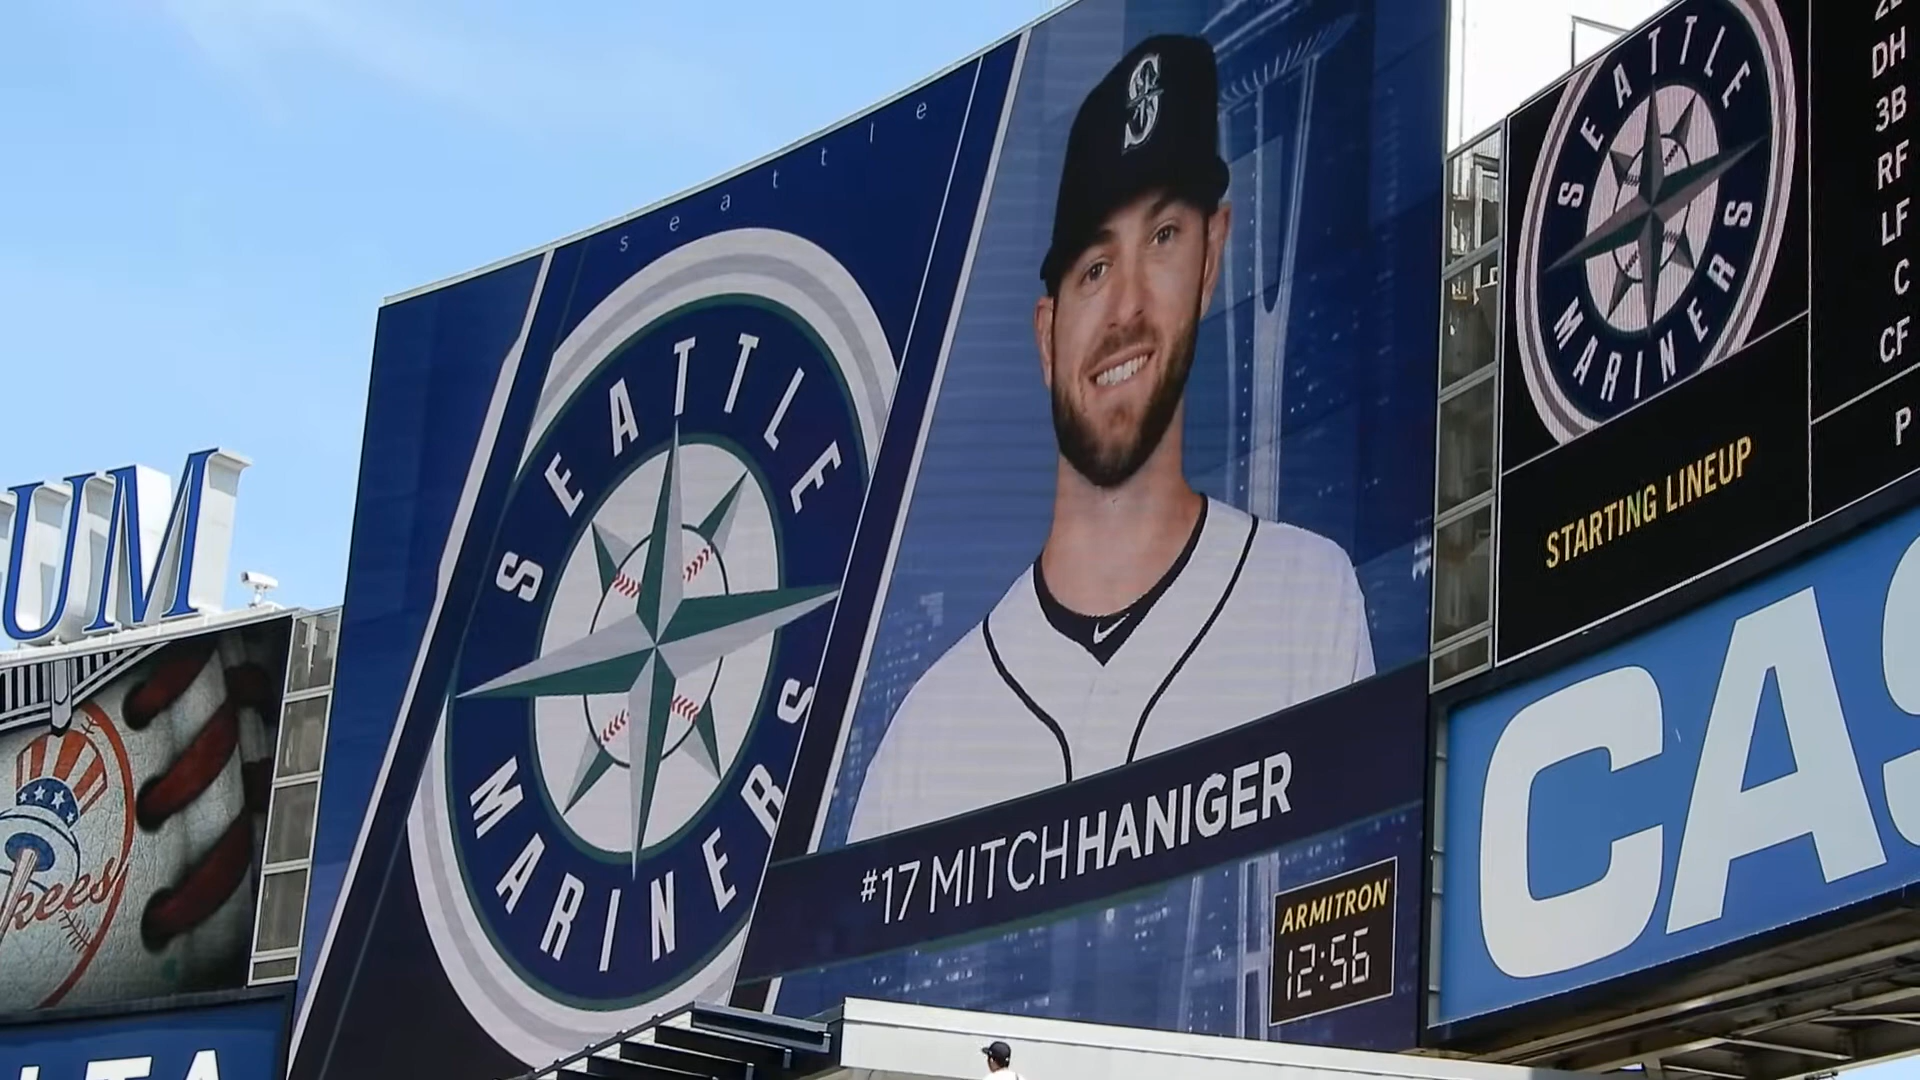 seattle
SEATTLE
MARINERS
S
#17 MITCH HANIGER
ARMITRON
12:56
SEATTLE
MARINERS
STARTING LINEUP
DH
3B
RF
LF
C
CF
P
CAS
UM
kees